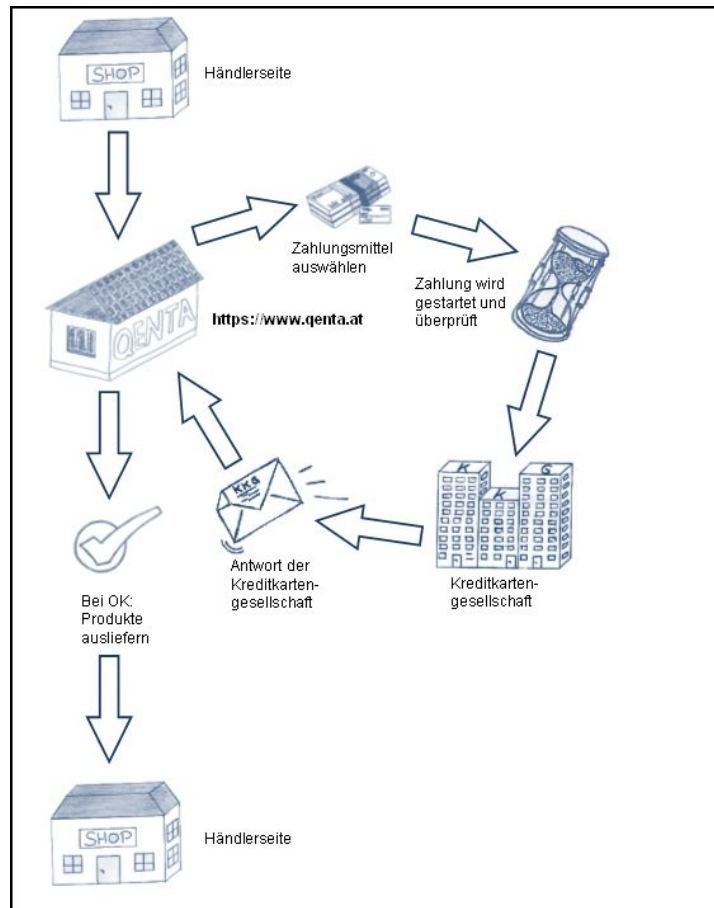 SHOP
Händlerseite
Zahlungsmittel
auswählen
Zahlung wird
gestartet und
überprüft
QENTA
https://www.qenta.at
K
K
G
KKG
Antwort der
Kreditkarten-
gesellschaft
Kreditkarten-
gesellschaft
Bei OK:
Produkte
ausliefern
SHOP
Händlerseite